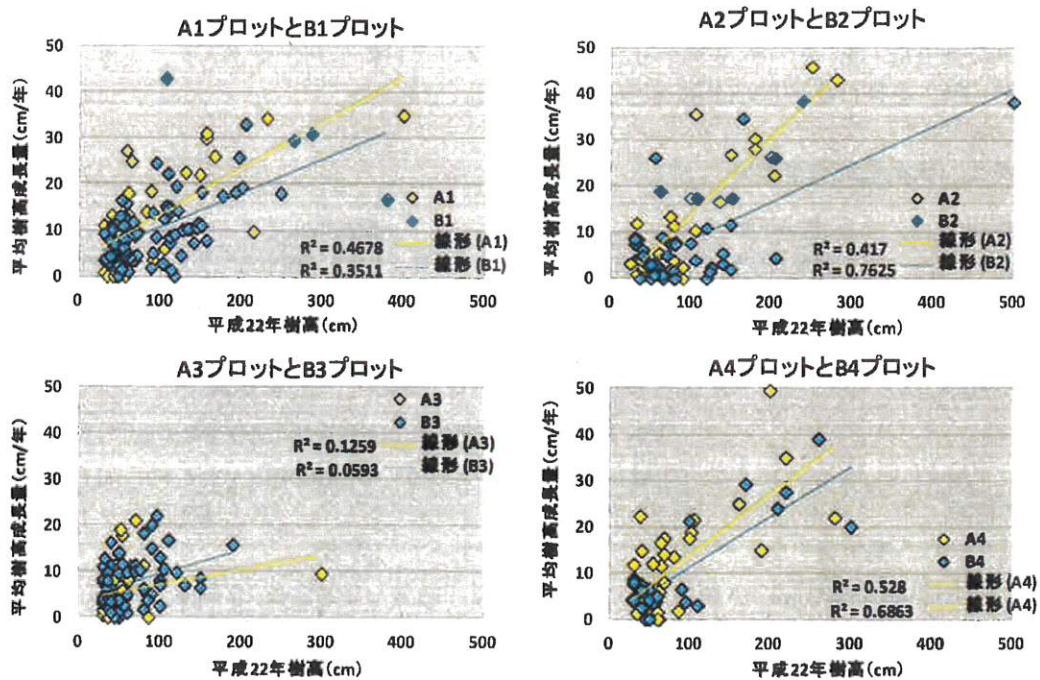 A1プロットとB1プロット
平均樹高成長量(cm/年)
50
40
30
20
10
0
0
100
200
300
400
500
平成22年樹高(cm)
A1
B1
線形 (A1)
線形 (B1)
R² = 0.4678
R² = 0.3511
A2プロットとB2プロット
平均樹高成長量(cm/年)
50
40
30
20
10
0
0
100
200
300
400
500
平成22年樹高(cm)
A2
B2
線形 (A2)
線形 (B2)
R² = 0.417
R² = 0.7625
A3プロットとB3プロット
平均樹高成長量(cm/年)
50
40
30
20
10
0
0
100
200
300
400
500
平成22年樹高(cm)
A3
B3
線形 (A3)
線形 (B3)
R² = 0.1259
R² = 0.0593
A4プロットとB4プロット
平均樹高成長量(cm/年)
50
40
30
20
10
0
0
100
200
300
400
500
平成22年樹高(cm)
A4
B4
線形 (A4)
線形 (A4)
R² = 0.528
R² = 0.6863